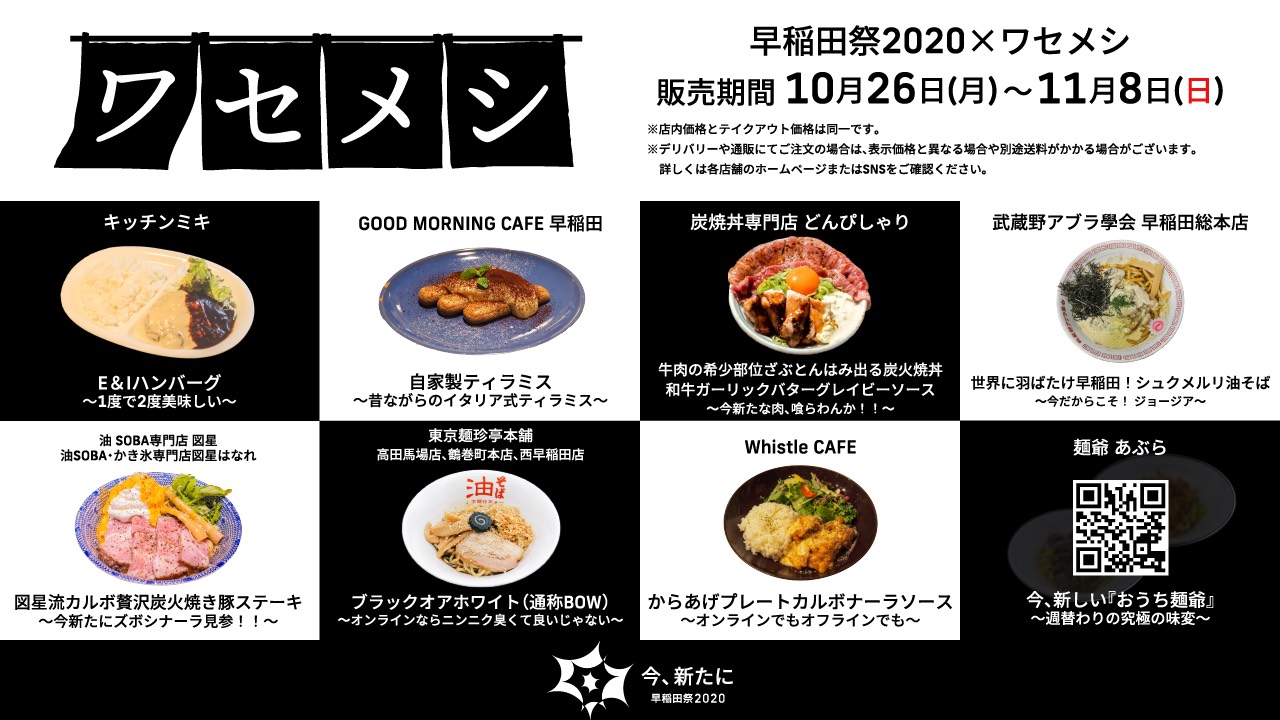 ワセメシ
早稲田祭2020×ワセメシ
販売期間 10月26日(月)～11月8日(日)
※店内価格とテイクアウト価格は同一です。
※デリバリーや通販にてご注文の場合は、表示価格と異なる場合や別途送料がかかる場合がございます。
詳しくは各店舗のホームページまたはSNSをご確認ください。
キッチンミキ
E＆Iハンバーグ
～1度で2度美味しい～
GOOD MORNING CAFE 早稲田
自家製ティラミス
～昔ながらのイタリア式ティラミス～
炭焼丼専門店 どんぴしゃり
牛肉の希少部位ざぶとんはみ出る炭火焼丼
和牛ガーリックバターグレイビーソース
～今新たな肉、喰らわんか！！～
武蔵野アブラ學会 早稲田総本店
世界に羽ばたけ早稲田！シュクメルリ油そば
～今だからこそ！ ジョージア～
油 SOBA専門店 図星
油SOBA・かき氷専門店図星はなれ
図星流カルボ贅沢炭火焼き豚ステーキ
～今新たにズボシナーラ見参！！～
東京麺珍亭本舗
高田馬場店、鶴巻町本店、西早稲田店
油そば
ブラックオアホワイト（通称BOW）
～オンラインならニンニク臭くて良いじゃない～
Whistle CAFE
からあげプレートカルボナーラソース
～オンラインでもオフラインでも～
麺爺 あぶら
今、新しい『おうち麺爺』
～週替わりの究極の味変～
今、新たに
早稲田祭2020